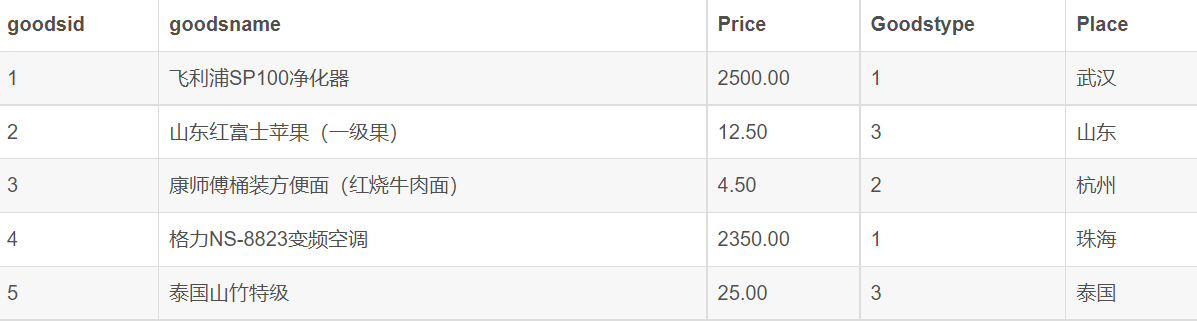 goodsid goodsname Price Goodstype Place
1 飞利浦SP100净化器 2500.00 1 武汉
2 山东红富士苹果（一级果） 12.50 3 山东
3 康师傅桶装方便面（红烧牛肉面） 4.50 2 杭州
4 格力NS-8823变频空调 2350.00 1 珠海
5 泰国山竹特级 25.00 3 泰国